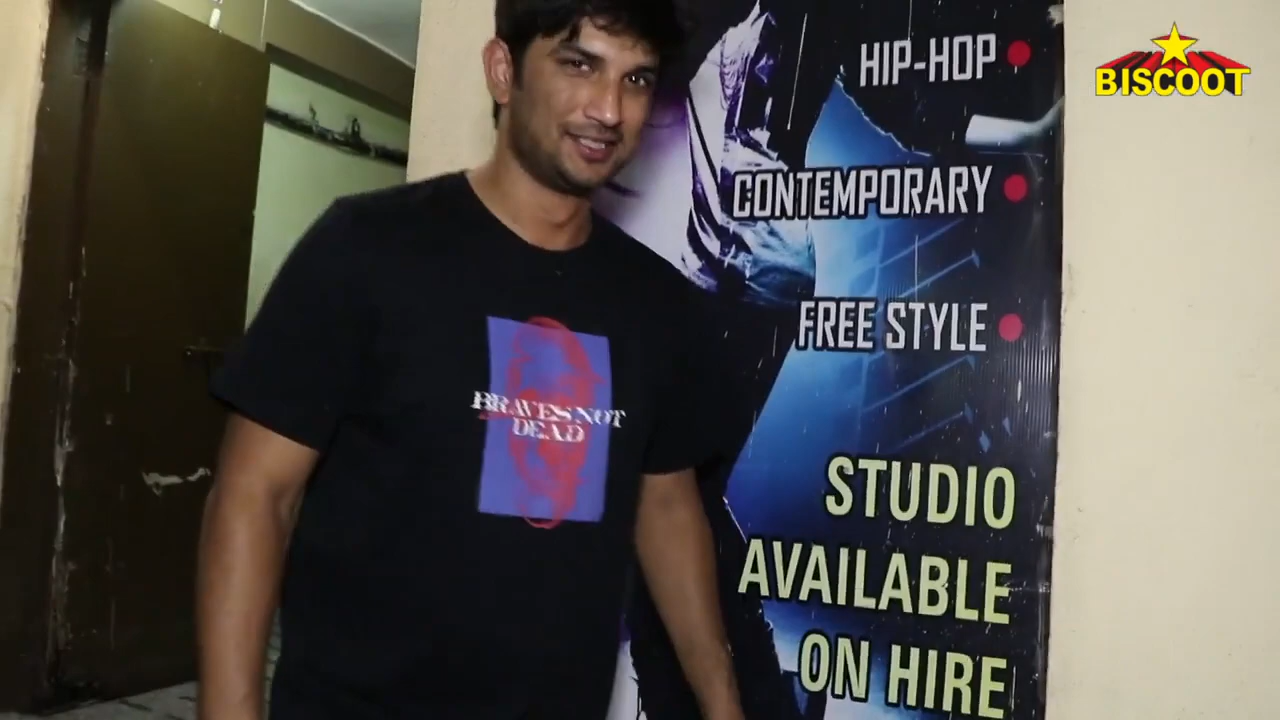 BISCOOT
HIP-HOP
CONTEMPORARY
FREE STYLE
BRAVES NOT
DEAD
STUDIO
AVAILABLE
ON HIRE